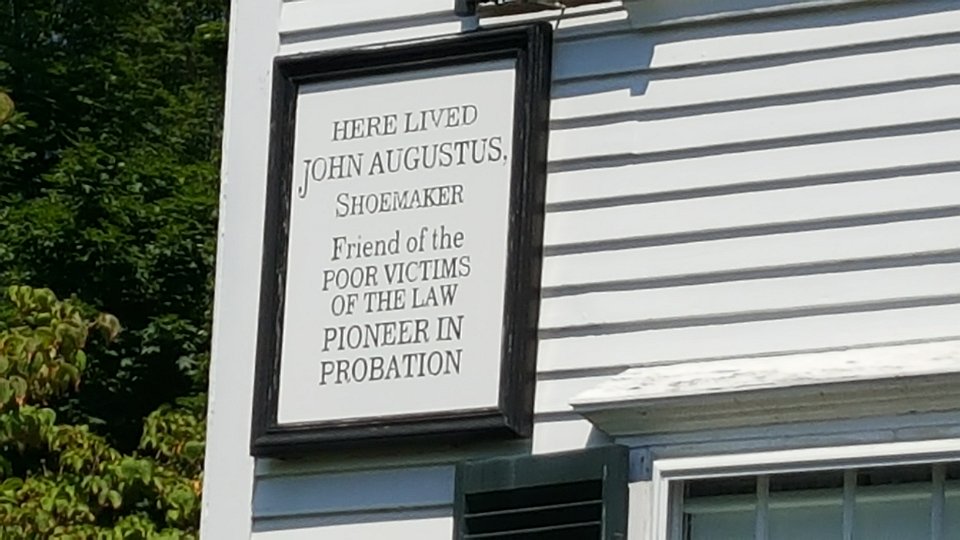 HERE LIVED
JOHN AUGUSTUS,
SHOEMAKER
Friend of the
POOR VICTIMS
OF THE LAW
PIONEER IN
PROBATION